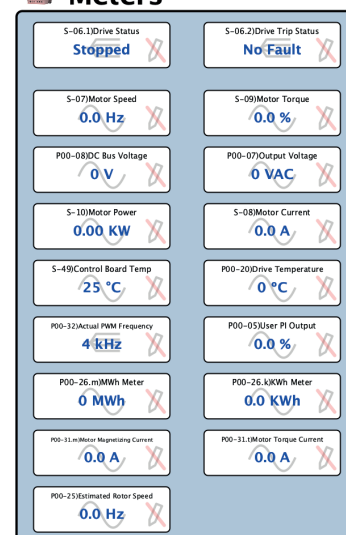 Meters
S-06.1)Drive Status
Stopped
S-06.2)Drive Trip Status
No Fault
S-07)Motor Speed
0.0 Hz
S-09)Motor Torque
0.0 %
P00-08)DC Bus Voltage
0 V
P00-07)Output Voltage
0 VAC
S-10)Motor Power
0.00 KW
S-08)Motor Current
0.0 A
S-49)Control Board Temp
25 °C
P00-20)Drive Temperature
0 °C
P00-32)Actual PWM Frequency
4 kHz
P00-05)User PI Output
0.0 %
P00-26.m)MWh Meter
0 MWh
P00-26.k)KWh Meter
0.0 KWh
P00-31.m)Motor Magnetizing Current
0.0 A
P00-31.t)Motor Torque Current
0.0 A
P00-25)Estimated Rotor Speed
0.0 Hz